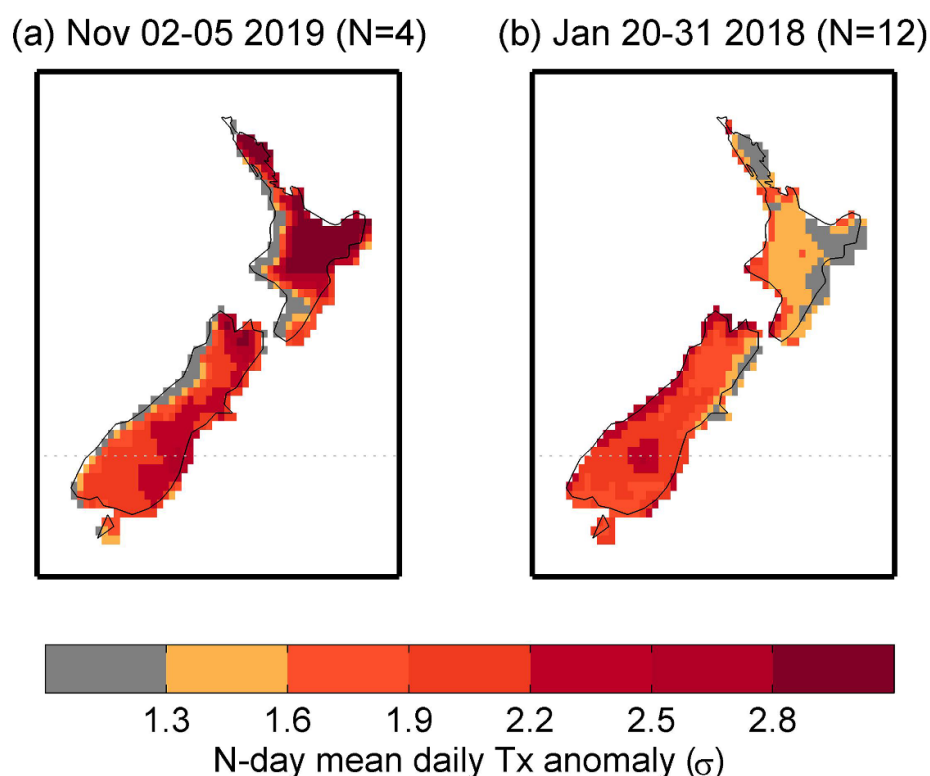 (a) Nov 02-05 2019 (N=4)
(b) Jan 20-31 2018 (N=12)
1.3 1.6 1.9 2.2 2.5 2.8
N-day mean daily Tx anomaly (σ)